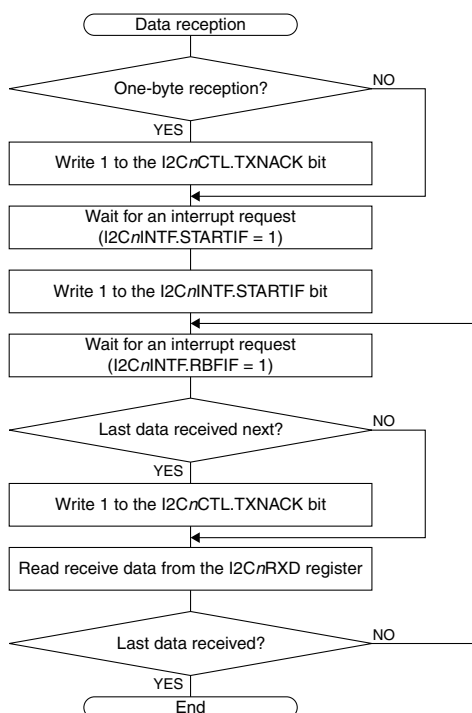 Data reception
One-byte reception?
NO
YES
Write 1 to the I2CnCTL.TXNACK bit
Wait for an interrupt request
(I2CnINTF.STARTIF = 1)
Write 1 to the I2CnINTF.STARTIF bit
Wait for an interrupt request
(I2CnINTF.RBFIF = 1)
Last data received next?
NO
YES
Write 1 to the I2CnCTL.TXNACK bit
Read receive data from the I2CnRXD register
Last data received?
NO
YES
End